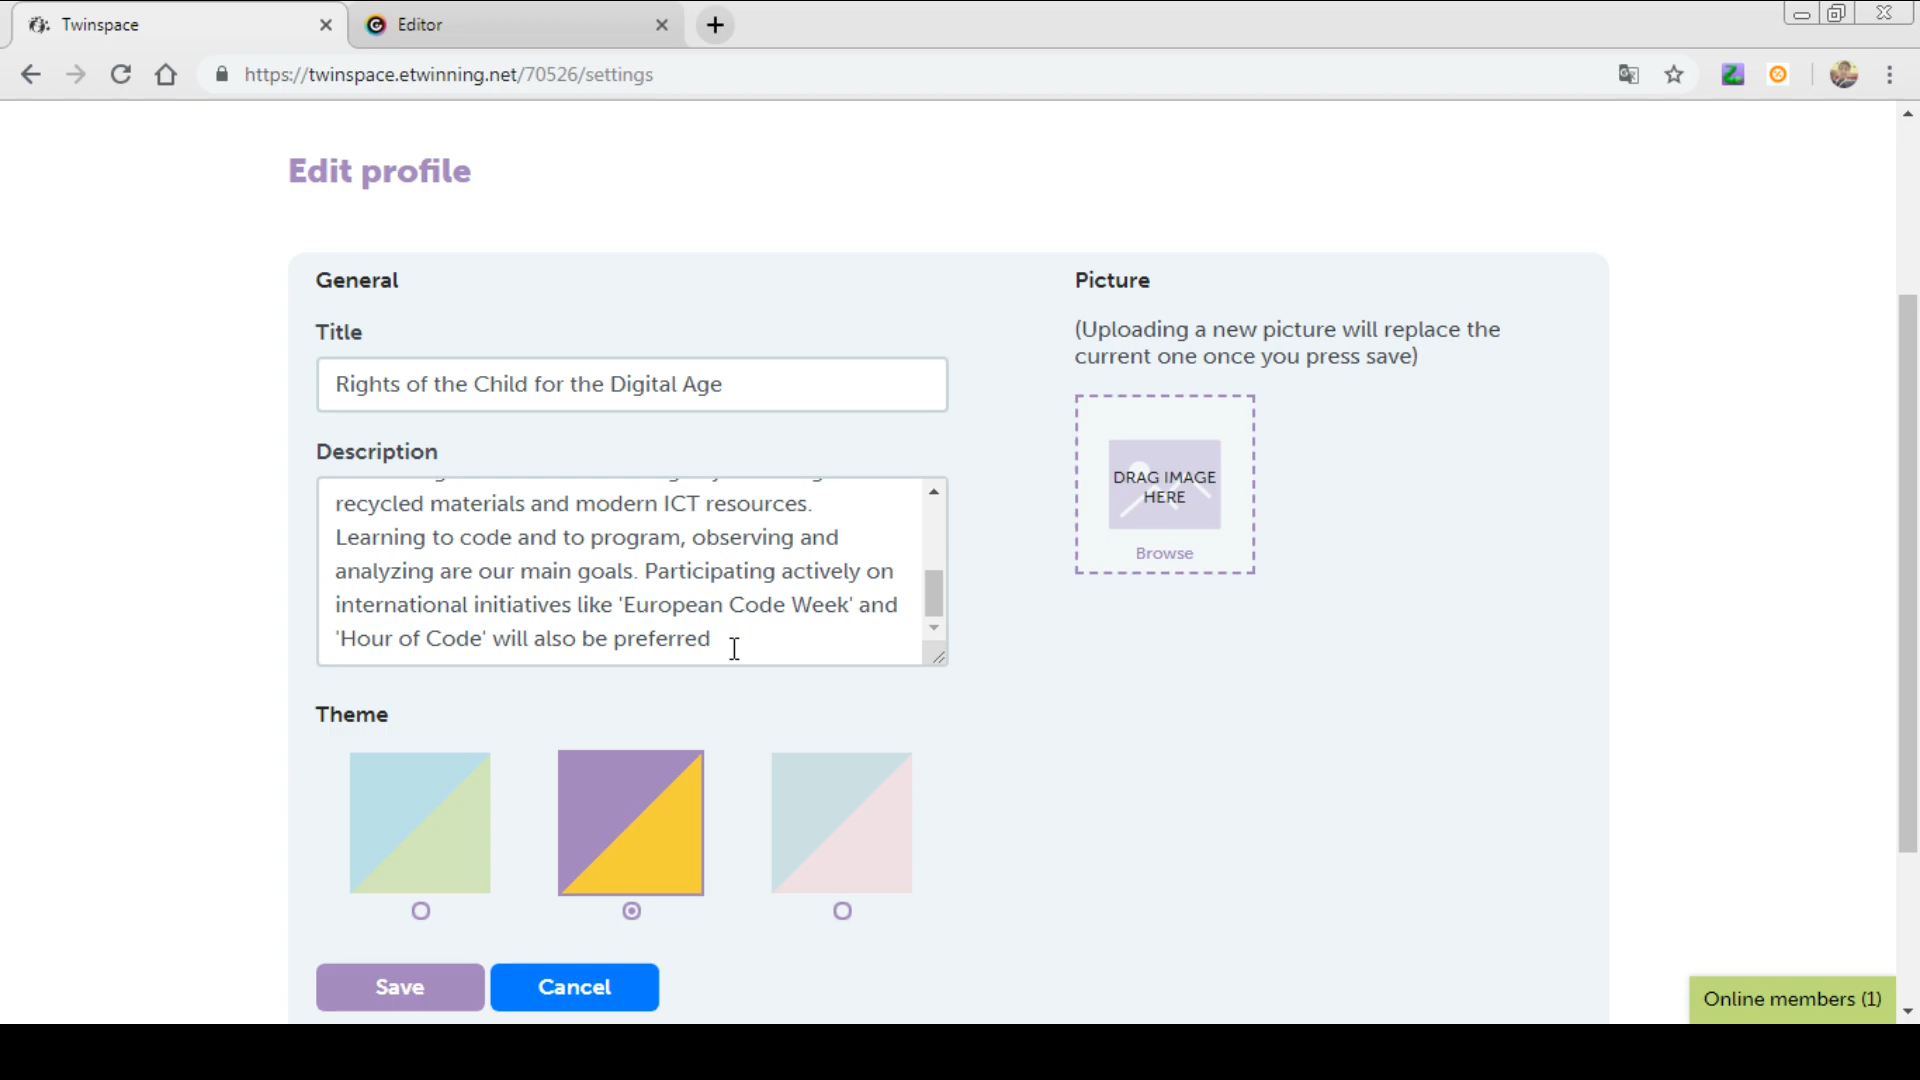 Twinspace
Editor
https://twinspace.etwinning.net/70526/settings
Edit profile
General
Title
Rights of the Child for the Digital Age
Description
recycled materials and modern ICT resources.
Learning to code and to program, observing and
analyzing are our main goals. Participating actively on
international initiatives like 'European Code Week' and
'Hour of Code' will also be preferred
Theme
Save
Cancel
Picture
(Uploading a new picture will replace the
current one once you press save)
DRAG IMAGE
HERE
Browse
Online members (1)